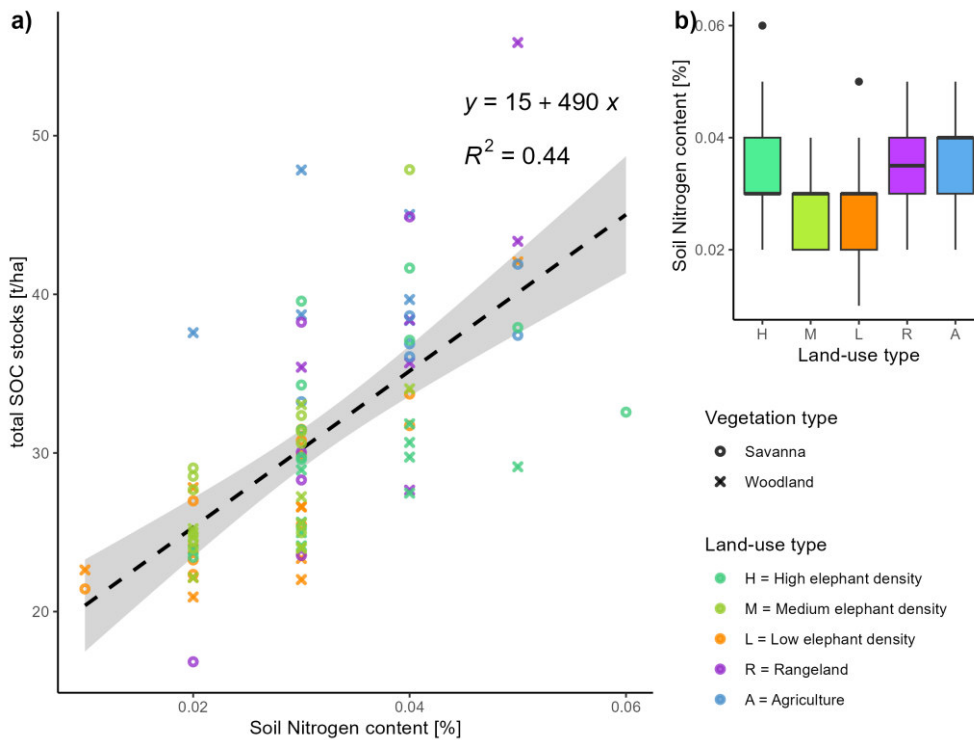 a)
total SOC stocks [t/ha]
50
40
30
20
y = 15 + 490 x
R² = 0.44
0.02
0.04
0.06
Soil Nitrogen content [%]
b)
Soil Nitrogen content [%]
0.06
0.04
0.02
H M L R A
Land-use type
Vegetation type
Savanna
Woodland
Land-use type
H = High elephant density
M = Medium elephant density
L = Low elephant density
R = Rangeland
A = Agriculture